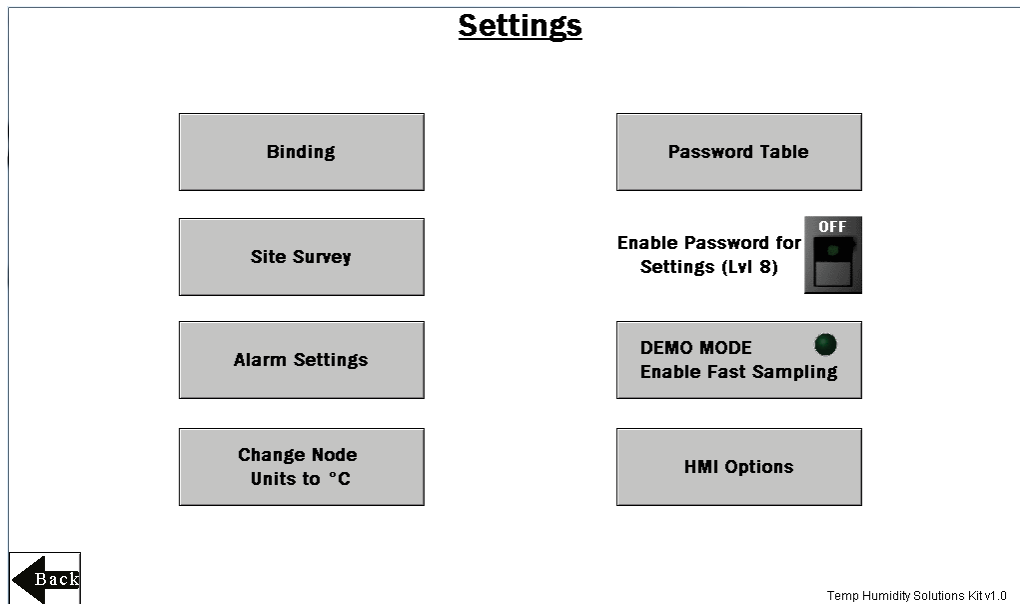 Settings
Binding
Password Table
Site Survey
Enable Password for
Settings (Lvl 8)
OFF
Alarm Settings
DEMO MODE
Enable Fast Sampling
Change Node
Units to °C
HMI Options
Back
Temp Humidity Solutions Kit v1.0